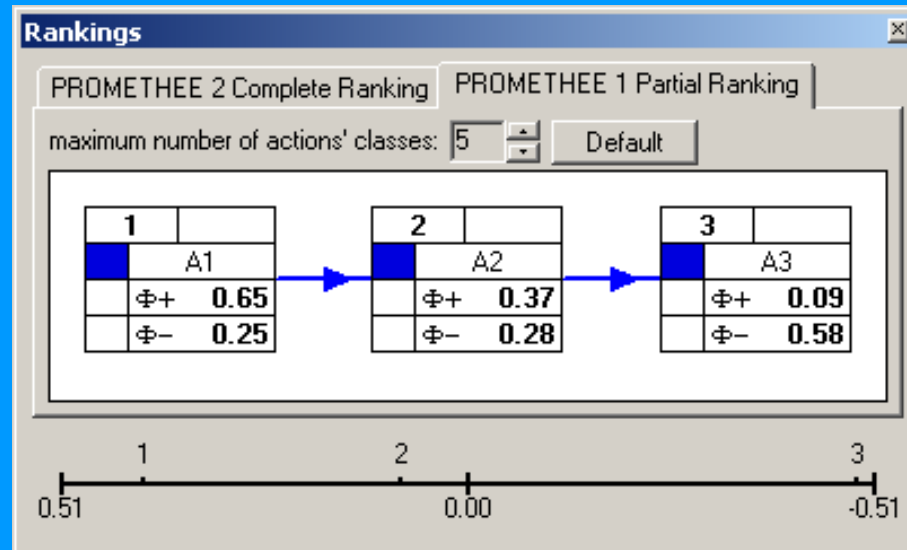 Rankings
PROMETHEE 2 Complete Ranking PROMETHEE 1 Partial Ranking
maximum number of actions' classes: 5 Default
1 2 3
A1 A2 A3
Φ+ 0.65 Φ+ 0.37 Φ+ 0.09
Φ− 0.25 Φ− 0.28 Φ− 0.58
1 2 3
0.51 0.00 -0.51